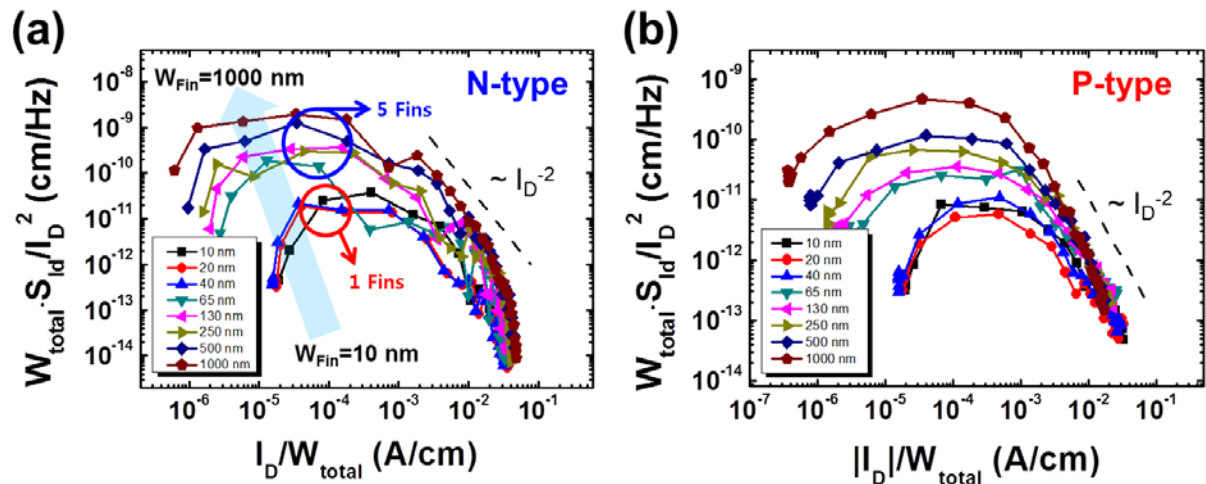 (a)
W_total·S_Id/I_D^2 (cm/Hz)
10^-8
10^-9
10^-10
10^-11
10^-12
10^-13
10^-14
W_Fin=1000 nm
N-type
5 Fins
~ I_D^-2
1 Fins
W_Fin=10 nm
10 nm
20 nm
40 nm
65 nm
130 nm
250 nm
500 nm
1000 nm
10^-6 10^-5 10^-4 10^-3 10^-2 10^-1
I_D/W_total (A/cm)
(b)
W_total·S_Id/I_D^2 (cm/Hz)
10^-9
10^-10
10^-11
10^-12
10^-13
10^-14
P-type
~ I_D^-2
10 nm
20 nm
40 nm
65 nm
130 nm
250 nm
500 nm
1000 nm
10^-7 10^-6 10^-5 10^-4 10^-3 10^-2 10^-1
|I_D|/W_total (A/cm)